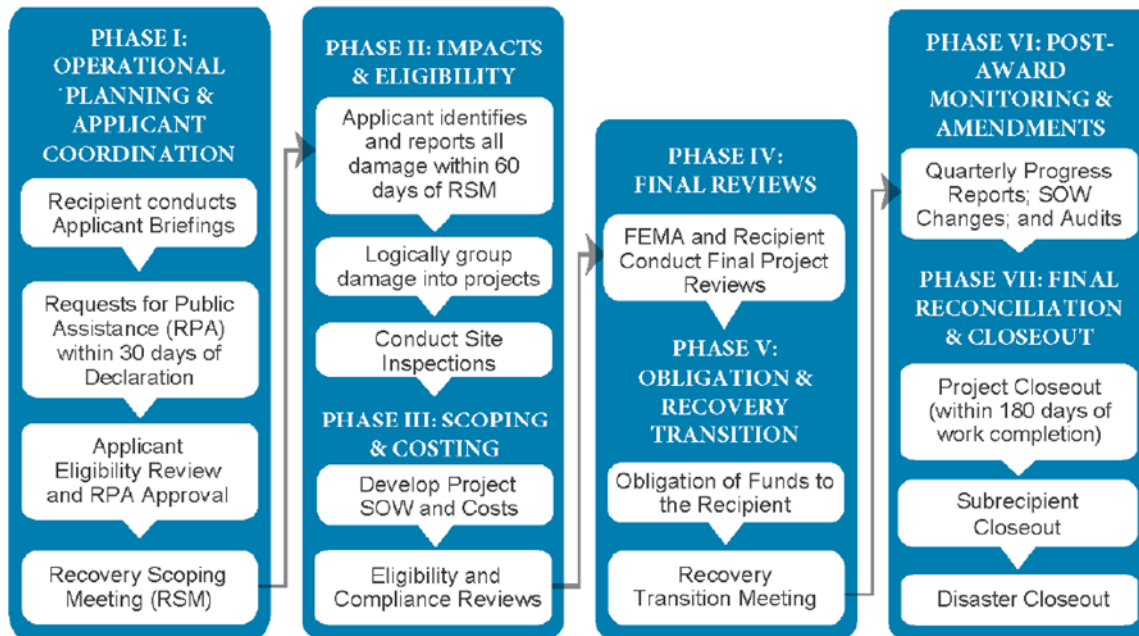 PHASE I:
OPERATIONAL
PLANNING &
APPLICANT
COORDINATION
Recipient conducts
Applicant Briefings
Requests for Public
Assistance (RPA)
within 30 days of
Declaration
Applicant
Eligibility Review
and RPA Approval
Recovery Scoping
Meeting (RSM)
PHASE II: IMPACTS
& ELIGIBILITY
Applicant identifies
and reports all
damage within 60
days of RSM
Logically group
damage into projects
Conduct Site
Inspections
PHASE III: SCOPING
& COSTING
Develop Project
SOW and Costs
Eligibility and
Compliance Reviews
PHASE IV:
FINAL REVIEWS
FEMA and Recipient
Conduct Final Project
Reviews
PHASE V:
OBLIGATION &
RECOVERY
TRANSITION
Obligation of Funds to
the Recipient
Recovery
Transition Meeting
PHASE VI: POST-
AWARD
MONITORING &
AMENDMENTS
Quarterly Progress
Reports; SOW
Changes; and Audits
PHASE VII: FINAL
RECONCILIATION
& CLOSEOUT
Project Closeout
(within 180 days of
work completion)
Subrecipient
Closeout
Disaster Closeout